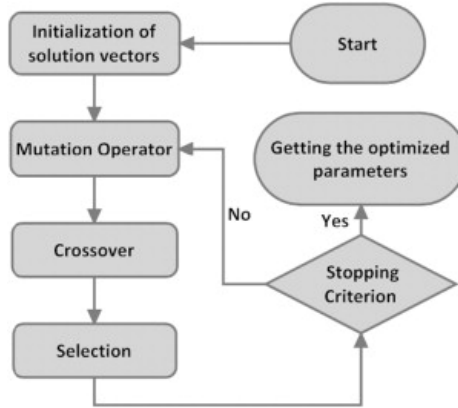 Initialization of
solution vectors
Start
Mutation Operator
Getting the optimized
parameters
No
Yes
Crossover
Stopping
Criterion
Selection